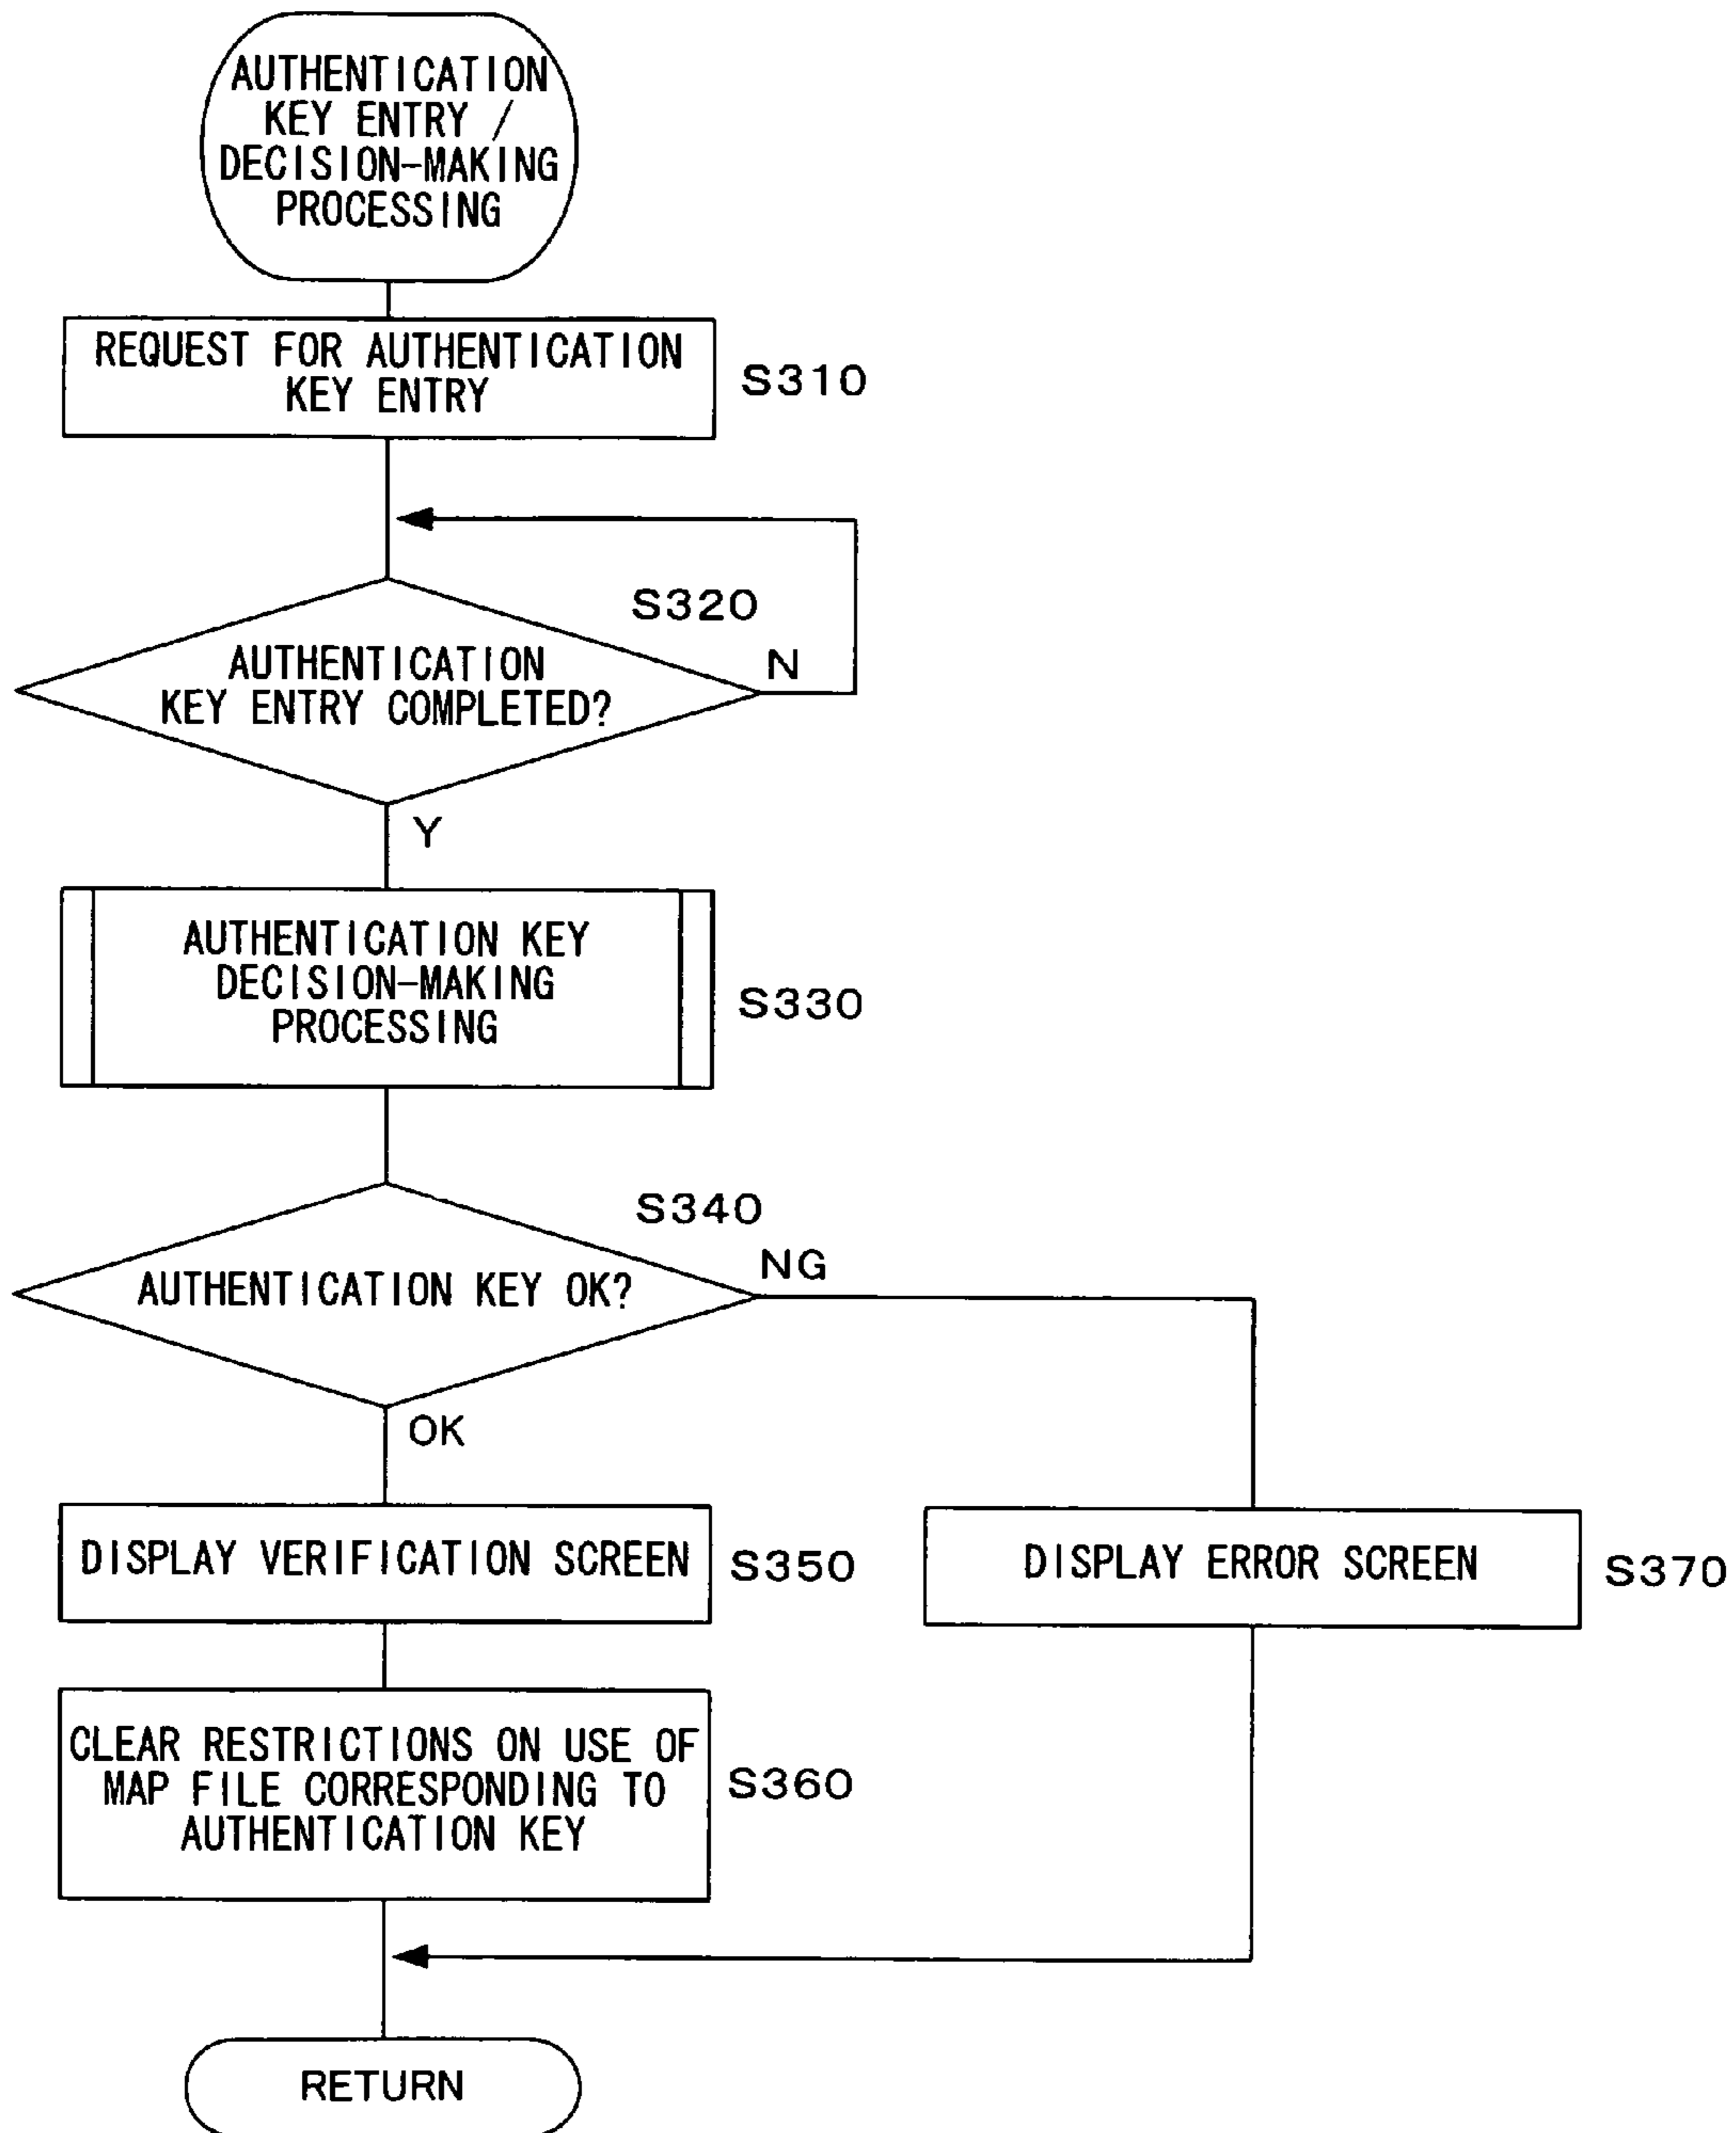 AUTHENTICATION
KEY ENTRY /
DECISION-MAKING
PROCESSING
REQUEST FOR AUTHENTICATION
KEY ENTRY
S310
S320
AUTHENTICATION
KEY ENTRY COMPLETED?
N
Y
AUTHENTICATION KEY
DECISION-MAKING
PROCESSING
S330
S340
AUTHENTICATION KEY OK?
NG
OK
DISPLAY VERIFICATION SCREEN
S350
DISPLAY ERROR SCREEN
S370
CLEAR RESTRICTIONS ON USE OF
MAP FILE CORRESPONDING TO
AUTHENTICATION KEY
S360
RETURN